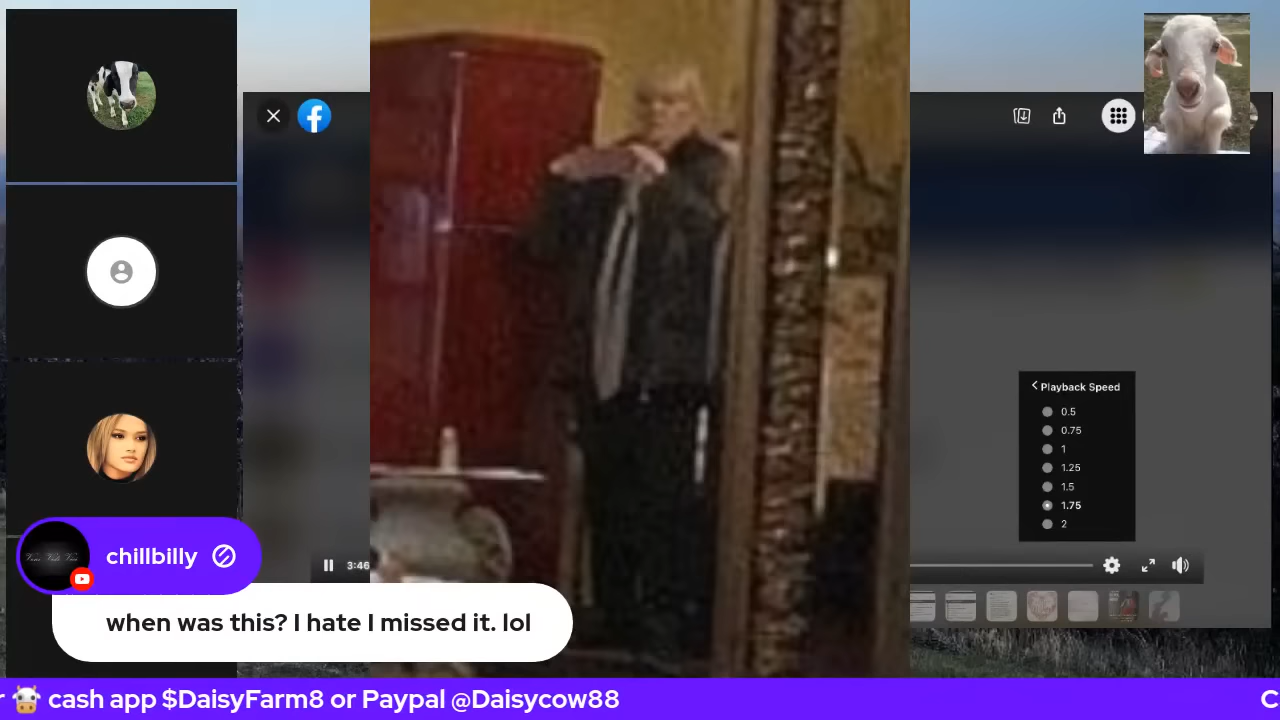 Playback Speed
0.5
0.75
1
1.25
1.5
1.75
2
3:46
chillbilly
when was this? I hate I missed it. lol
cash app $DaisyFarm8 or Paypal @Daisycow88